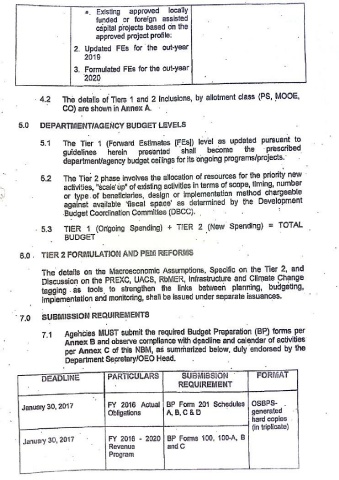 e. Existing approved locally
funded or foreign assisted
capital projects based on the
approved project profile:
2. Updated FEs for the out-year
2019
3. Formulated FEs for the out-year
2020
4.2 The details of Tiers 1 and 2 inclusions, by allotment class (PS, MOOE,
CO) are shown in Annex A.
5.0 DEPARTMENT/AGENCY BUDGET LEVELS
5.1 The Tier 1 (Forward Estimates [FEs]) level as updated pursuant to
guidelines herein presented shall become the prescribed
department/agency budget ceilings for its ongoing programs/projects.
5.2 The Tier 2 phase involves the allocation of resources for the priority new
activities, "scale up" of existing activities in terms of scope, timing, number
or type of beneficiaries, design or implementation method chargeable
against available 'fiscal space' as determined by the Development
Budget Coordination Committee (DBCC).
5.3 TIER 1 (Ongoing Spending) + TIER 2 (New Spending) = TOTAL
BUDGET
6.0 TIER 2 FORMULATION AND PEM REFORMS
The details on the Macroeconomic Assumptions, Specific on the Tier 2, and
Discussion on the PREXC, UACS, RbMER, Infrastructure and Climate Change
tagging as tools to strengthen the links between planning, budgeting,
implementation and monitoring, shall be issued under separate issuances.
7.0 SUBMISSION REQUIREMENTS
7.1 Agencies MUST submit the required Budget Preparation (BP) forms per
Annex B and observe compliance with deadline and calendar of activities
per Annex C of this NBM, as summarized below, duly endorsed by the
Department Secretary/OEO Head.
DEADLINE PARTICULARS SUBMISSION REQUIREMENT FORMAT
January 30, 2017 FY 2016 Actual Obligations BP Form 201 Schedules A, B, C & D OSBPS-generated hard copies (in triplicate)
January 30, 2017 FY 2016 - 2020 Revenue Program BP Forms 100, 100-A, B and C